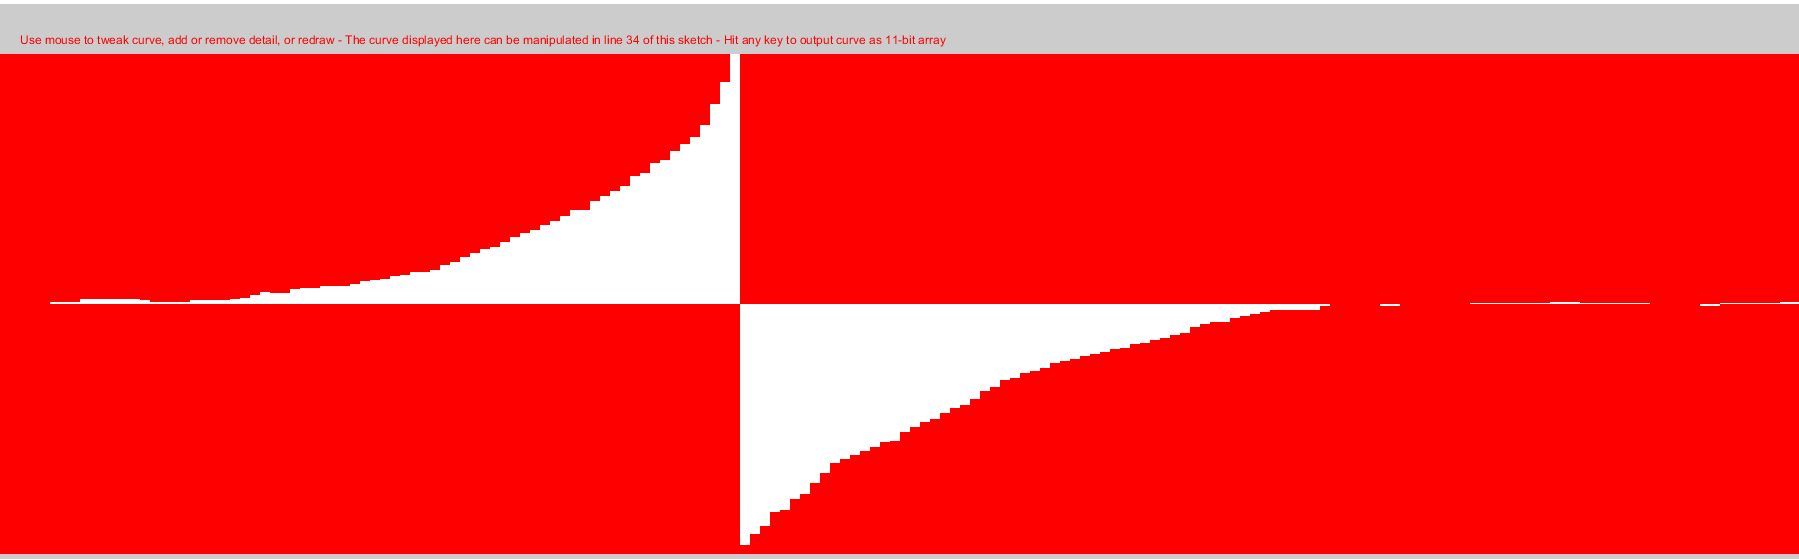 Use mouse to tweak curve, add or remove detail, or redraw - The curve displayed here can be manipulated in line 34 of this sketch - Hit any key to output curve as 11-bit array